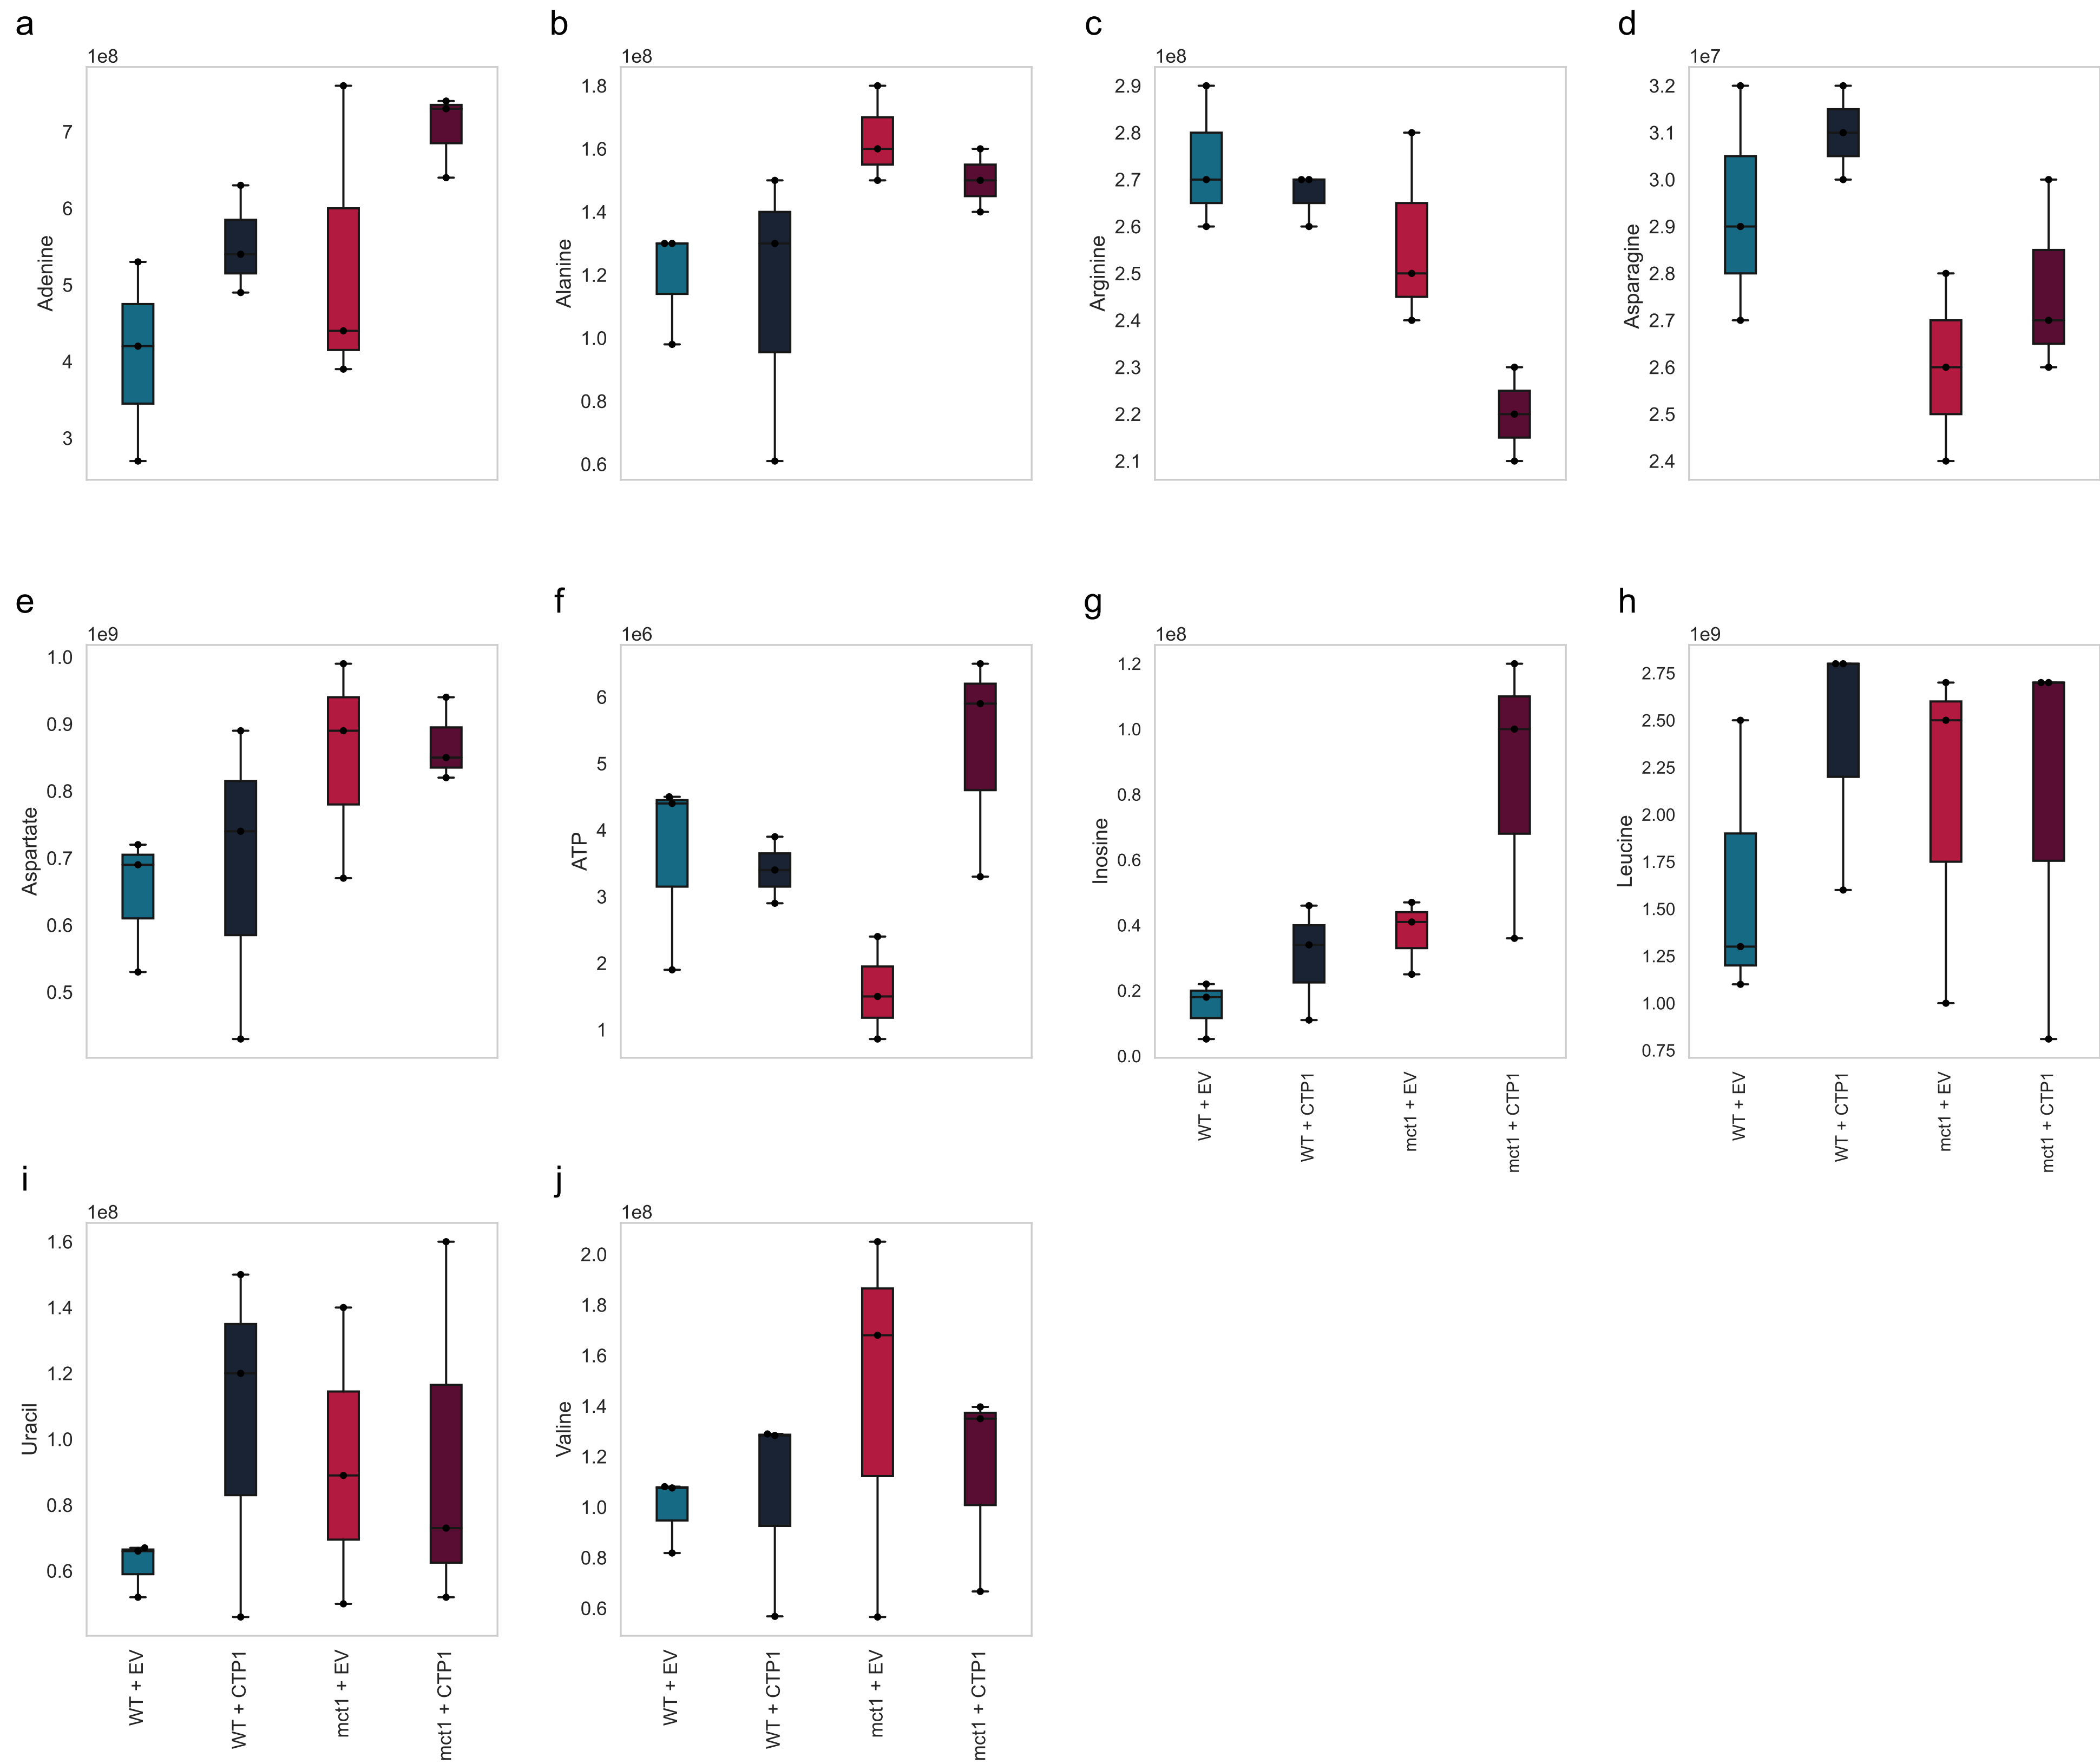 a
b
c
d
1e8
1e8
1e8
1e7
Adenine
7
6
5
4
3
Alanine
1.8
1.6
1.4
1.2
1.0
0.8
0.6
Arginine
2.9
2.8
2.7
2.6
2.5
2.4
2.3
2.2
2.1
Asparagine
3.2
3.1
3.0
2.9
2.8
2.7
2.6
2.5
2.4
e
f
g
h
1e9
1e6
1e8
1e9
Aspartate
1.0
0.9
0.8
0.7
0.6
0.5
ATP
6
5
4
3
2
1
Inosine
1.2
1.0
0.8
0.6
0.4
0.2
0.0
WT + EV
WT + CTP1
mct1 + EV
mct1 + CTP1
Leucine
2.75
2.50
2.25
2.00
1.75
1.50
1.25
1.00
0.75
WT + EV
WT + CTP1
mct1 + EV
mct1 + CTP1
i
j
1e8
1e8
Uracil
1.6
1.4
1.2
1.0
0.8
0.6
WT + EV
WT + CTP1
mct1 + EV
mct1 + CTP1
Valine
2.0
1.8
1.6
1.4
1.2
1.0
0.8
0.6
WT + EV
WT + CTP1
mct1 + EV
mct1 + CTP1